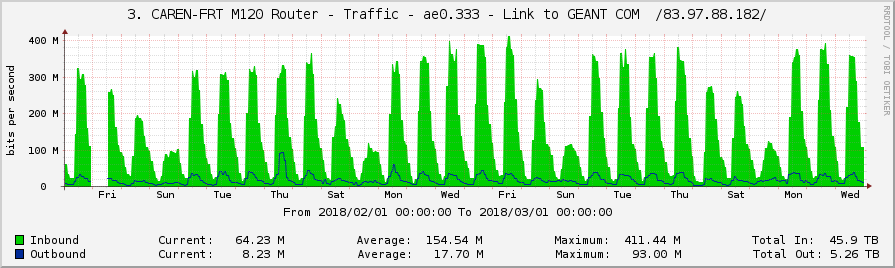 3. CAREN-FRT M120 Router - Traffic - ae0.333 - Link to GEANT COM /83.97.88.182/
RRDTOOL / TOBI OETIKER
bits per second
400 M
300 M
200 M
100 M
0
Fri Sun Tue Thu Sat Mon Wed Fri Sun Tue Thu Sat Mon Wed
From 2018/02/01 00:00:00 To 2018/03/01 00:00:00
Inbound Current: 64.23 M Average: 154.54 M Maximum: 411.44 M Total In: 45.9 TB
Outbound Current: 8.23 M Average: 17.70 M Maximum: 93.00 M Total Out: 5.26 TB